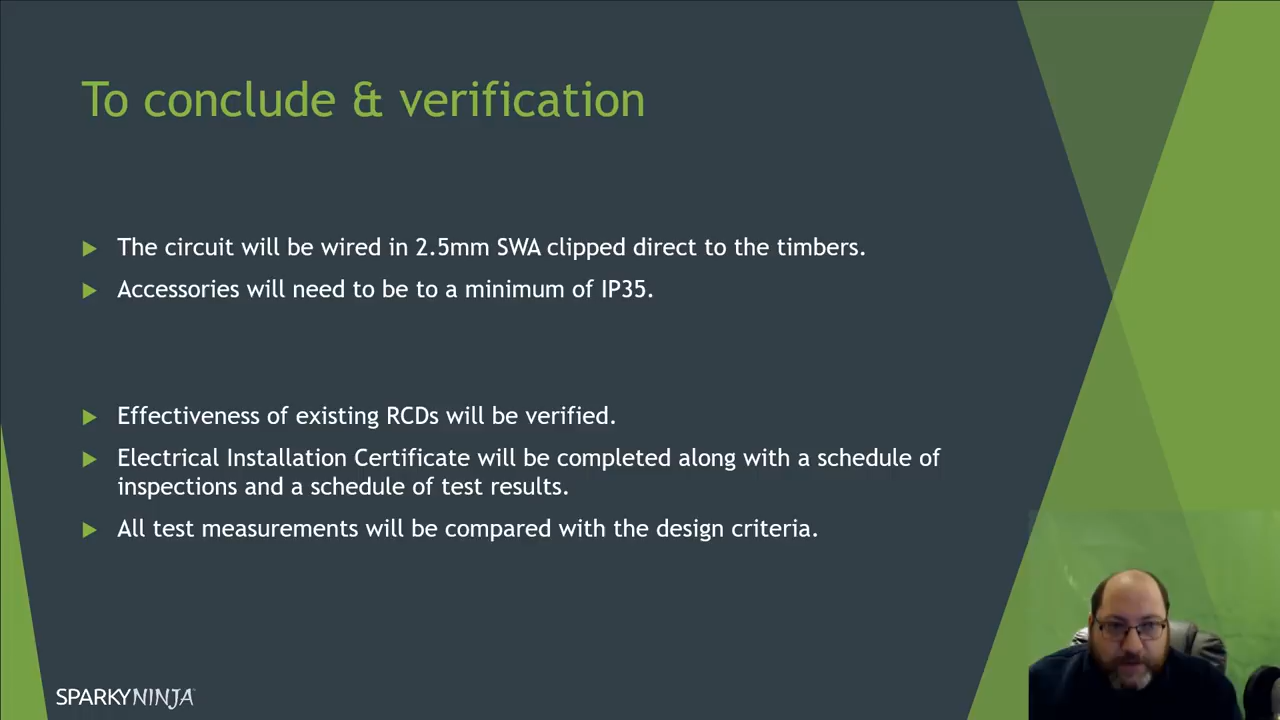 To conclude & verification
The circuit will be wired in 2.5mm SWA clipped direct to the timbers.
Accessories will need to be to a minimum of IP35.
Effectiveness of existing RCDs will be verified.
Electrical Installation Certificate will be completed along with a schedule of
inspections and a schedule of test results.
All test measurements will be compared with the design criteria.
SPARKYNINJA